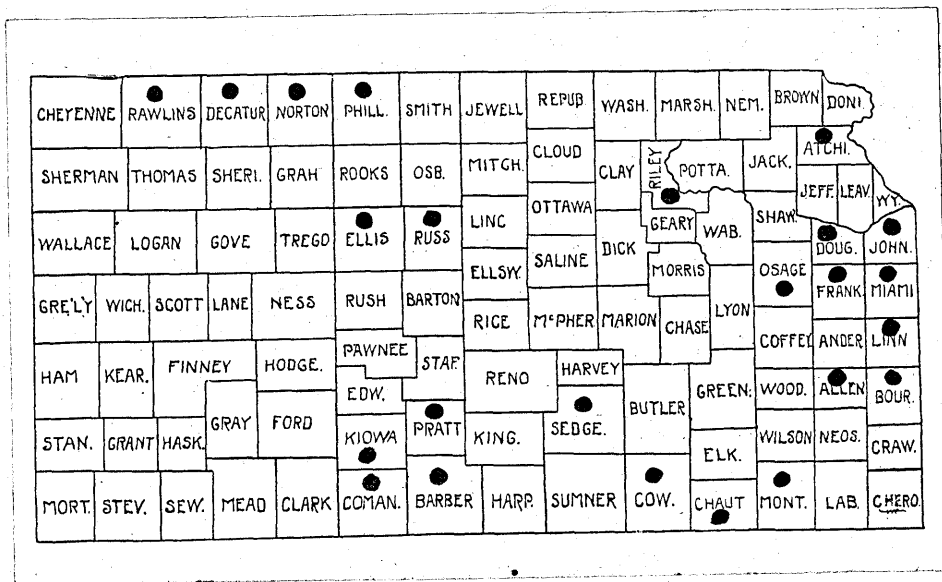 CHEYENNE RAWLINS DECATUR NORTON PHILL. SMITH JEWELL REPUB. WASH. MARSH. NEM. BROWN DONI.
SHERMAN THOMAS SHERI. GRAH ROOKS OSB. MITCH. CLOUD CLAY RILEY POTTA. JACK. ATCHI.
JEFF. LEAV. WY.
WALLACE LOGAN GOVE TREGO ELLIS RUSS LINC OTTAWA DICK GEARY WAB. SHAW. DOUG. JOHN.
GRE'LY WICH. SCOTT LANE NESS RUSH BARTON ELLSW. SALINE MORRIS OSAGE FRANK. MIAMI
RICE McPHER MARION CHASE LYON COFFEY ANDER LINN
HAM KEAR. FINNEY HODGE. PAWNEE STAF. RENO HARVEY
EDW. BUTLER GREEN. WOOD. ALLEN BOUR.
STAN. GRANT HASK. GRAY FORD KIOWA PRATT KING. SEDGE. ELK. WILSON NEOS. CRAW.
MORT. STEV. SEW. MEAD CLARK COMAN. BARBER HARP. SUMNER COW. CHAUT MONT. LAB. CHERO.